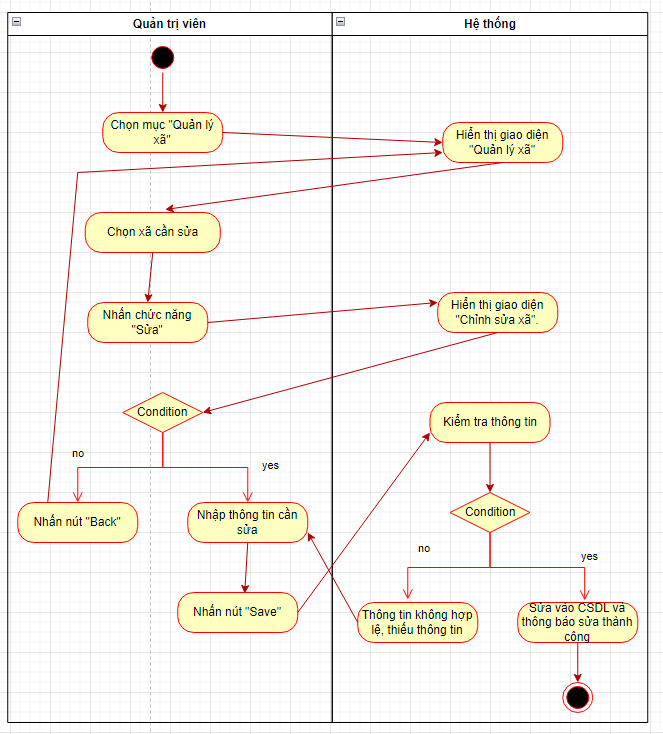 Quản trị viên
Hệ thống
Chọn mục "Quản lý
xã"
Hiển thị giao diện
"Quản lý xã"
Chọn xã cần sửa
Nhấn chức năng
"Sửa"
Hiển thị giao diện
"Chỉnh sửa xã".
Condition
Kiểm tra thông tin
no
yes
Nhấn nút "Back"
Nhập thông tin cần
sửa
Condition
no
yes
Nhấn nút "Save"
Thông tin không hợp
lệ, thiếu thông tin
Sửa vào CSDL và
thông báo sửa thành
công